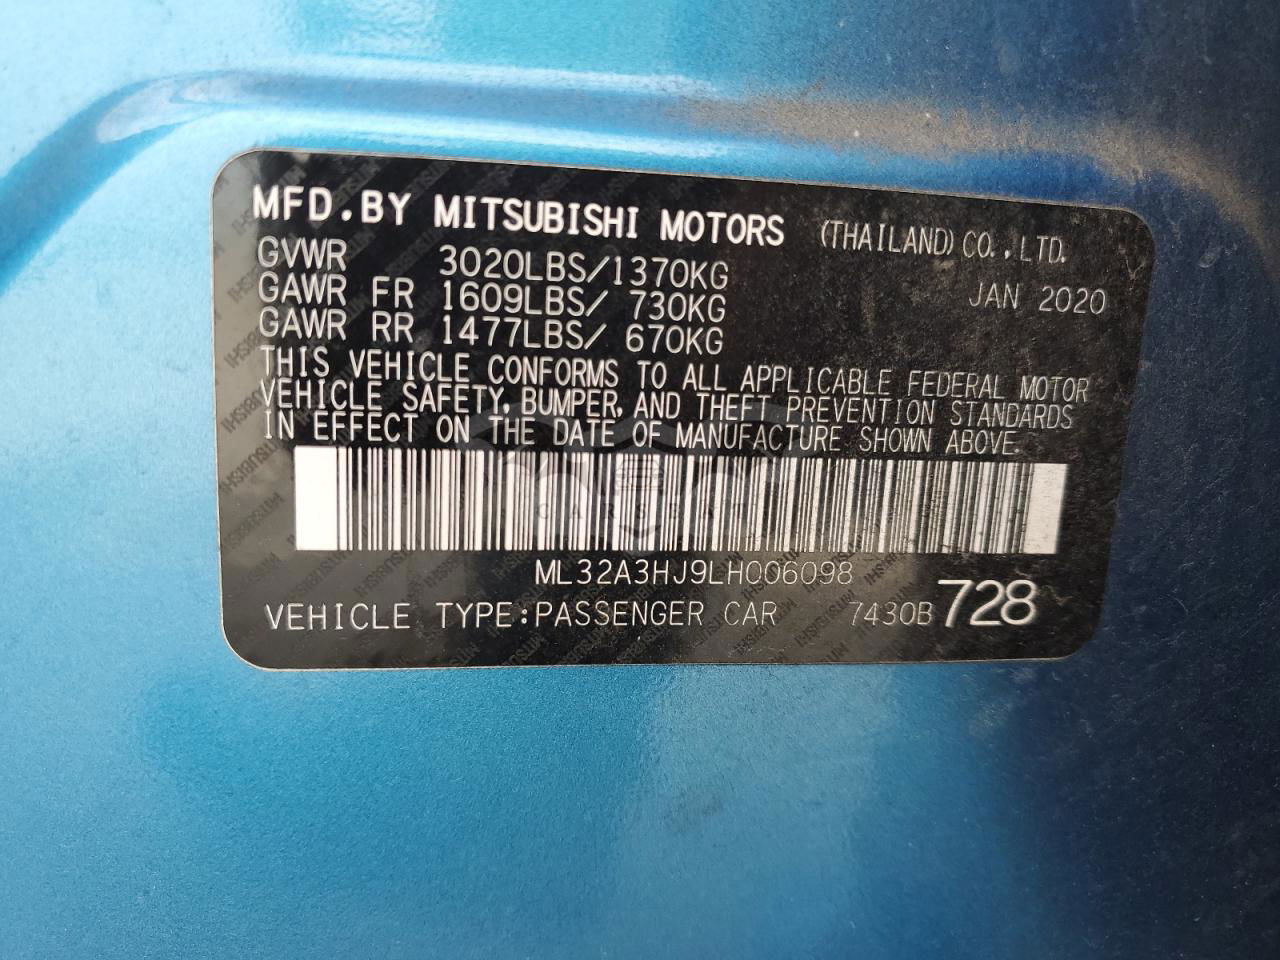 MFD.BY MITSUBISHI MOTORS (THAILAND) CO.,LTD.
GVWR 3020LBS/1370KG JAN 2020
GAWR FR 1609LBS/ 730KG
GAWR RR 1477LBS/ 670KG
THIS VEHICLE CONFORMS TO ALL APPLICABLE FEDERAL MOTOR
VEHICLE SAFETY, BUMPER, AND THEFT PREVENTION STANDARDS
IN EFFECT ON THE DATE OF MANUFACTURE SHOWN ABOVE.
ML32A3HJ9LH006098
VEHICLE TYPE:PASSENGER CAR 7430B 728